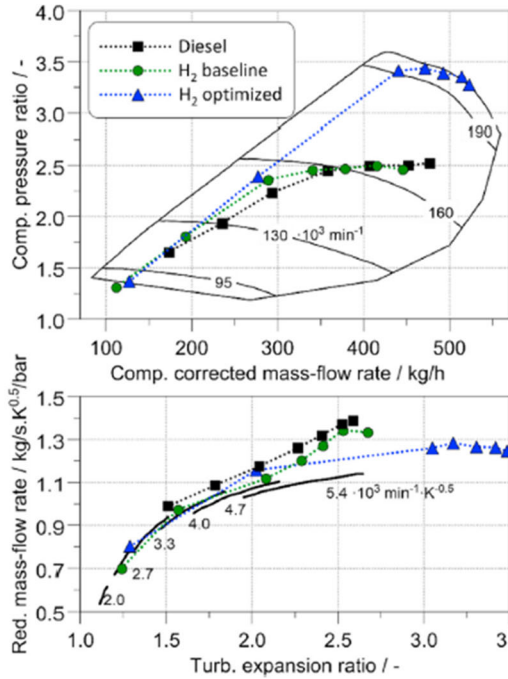 Comp. pressure ratio / -
4.0
3.5
3.0
2.5
2.0
1.5
1.0
Diesel
H₂ baseline
H₂ optimized
190
160
130 ·10³ min⁻¹
95
100 200 300 400 500
Comp. corrected mass-flow rate / kg/h
Red. mass-flow rate / kg/s.K⁰·⁵/bar
1.5
1.3
1.1
0.9
0.7
0.5
5.4 ·10³ min⁻¹·K⁻⁰·⁵
4.7
4.0
3.3
2.7
2.0
1.0 1.5 2.0 2.5 3.0
Turb. expansion ratio / -